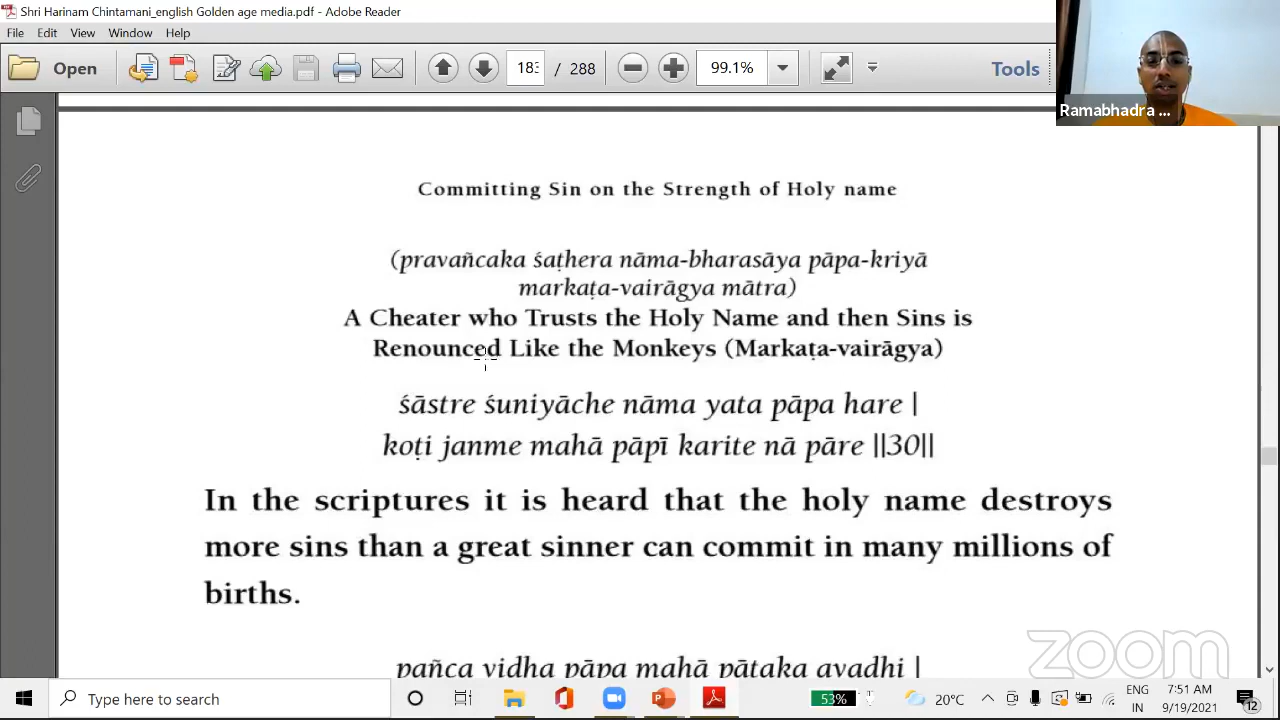 Shri Harinam Chintamani_english Golden age media.pdf - Adobe Reader
File Edit View Window Help
Open 183 / 288 99.1% Tools
Ramabhadra ...
Committing Sin on the Strength of Holy name
(pravañcaka śaṭhera nāma-bharasāya pāpa-kriyā
markaṭa-vairāgya mātra)
A Cheater who Trusts the Holy Name and then Sins is
Renounced Like the Monkeys (Markaṭa-vairāgya)
śāstre śuniyāche nāma yata pāpa hare |
koṭi janme mahā pāpī karite nā pāre ||30||
In the scriptures it is heard that the holy name destroys
more sins than a great sinner can commit in many millions of
births.
zoom
pañca vidha pāpa mahā pātaka avadhi |
Type here to search 53% 20°C ENG 7:51 AM
IN 9/19/2021 12